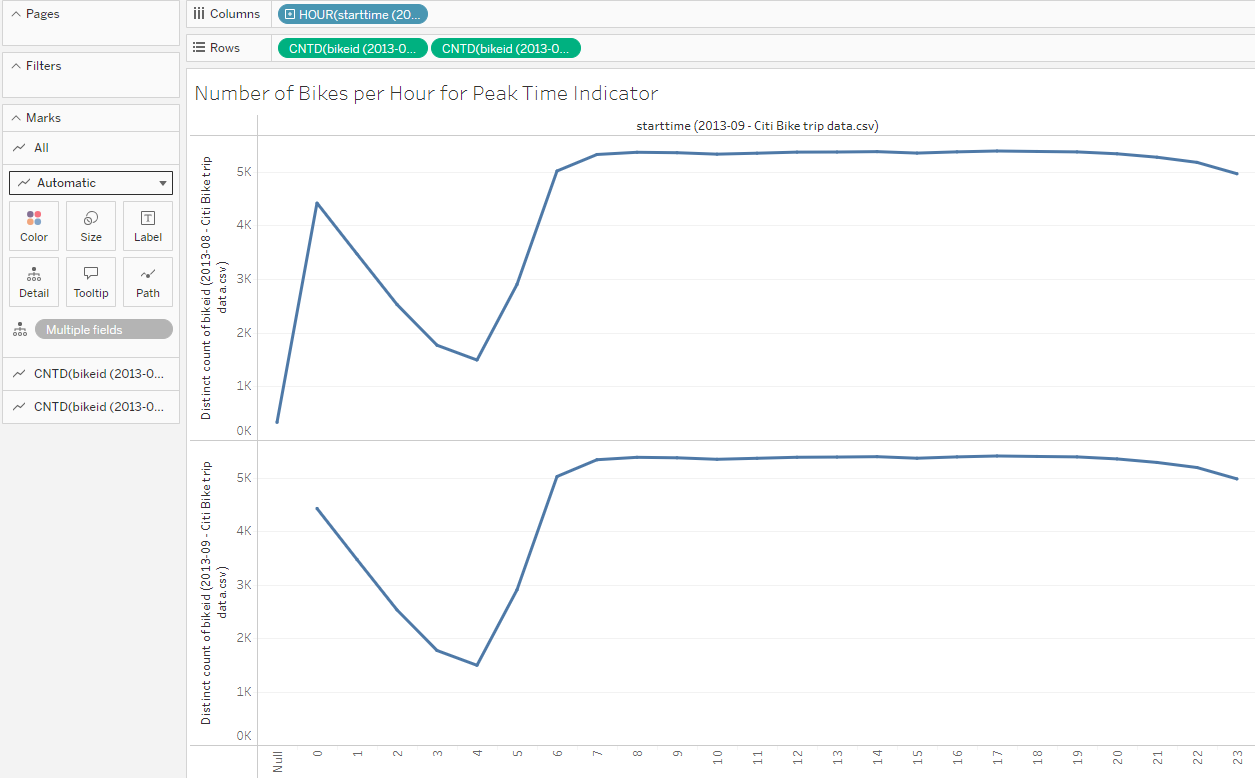 Pages
Columns
HOUR(starttime (20...
Rows
CNTD(bikeid (2013-0...
CNTD(bikeid (2013-0...
Filters
Marks
All
Automatic
Color
Size
Label
Detail
Tooltip
Path
Multiple fields
CNTD(bikeid (2013-0...
CNTD(bikeid (2013-0...
Number of Bikes per Hour for Peak Time Indicator
starttime (2013-09 - Citi Bike trip data.csv)
Distinct count of bikeid (2013-08 - Citi Bike trip
data.csv)
5K
4K
3K
2K
1K
0K
Distinct count of bikeid (2013-09 - Citi Bike trip
data.csv)
5K
4K
3K
2K
1K
0K
Null 0 1 2 3 4 5 6 7 8 9 10 11 12 13 14 15 16 17 18 19 20 21 22 23